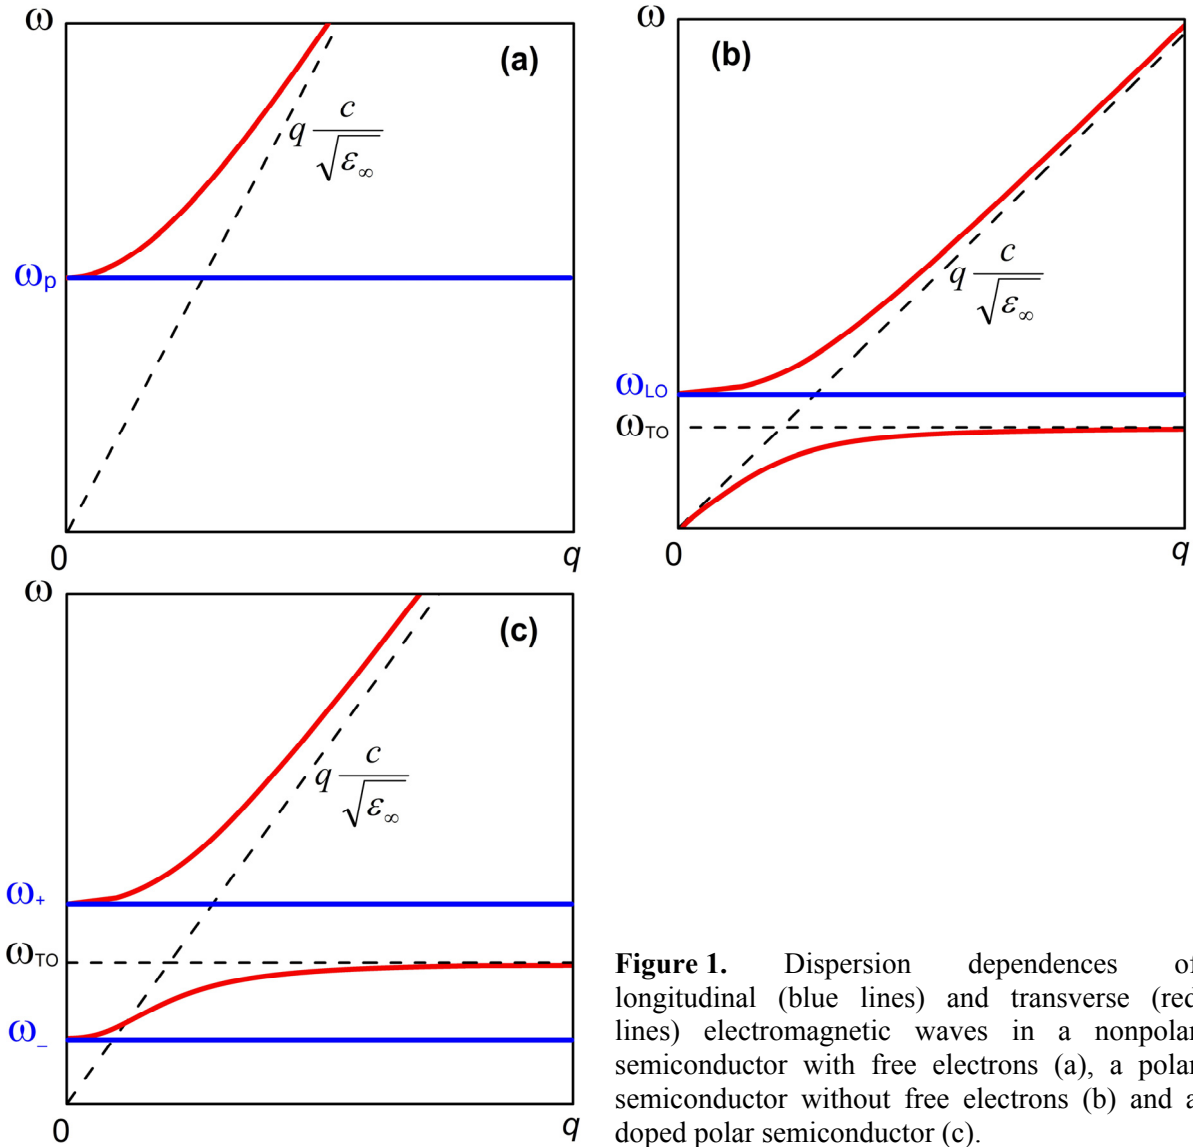 ω
(a)
q c
√ε∞
ωp
0
q
ω
(b)
q c
√ε∞
ωLO
ωTO
0
q
ω
(c)
q c
√ε∞
ω+
ωTO
ω_
0
q
Figure 1. Dispersion dependences of
longitudinal (blue lines) and transverse (red
lines) electromagnetic waves in a nonpolar
semiconductor with free electrons (a), a polar
semiconductor without free electrons (b) and a
doped polar semiconductor (c).